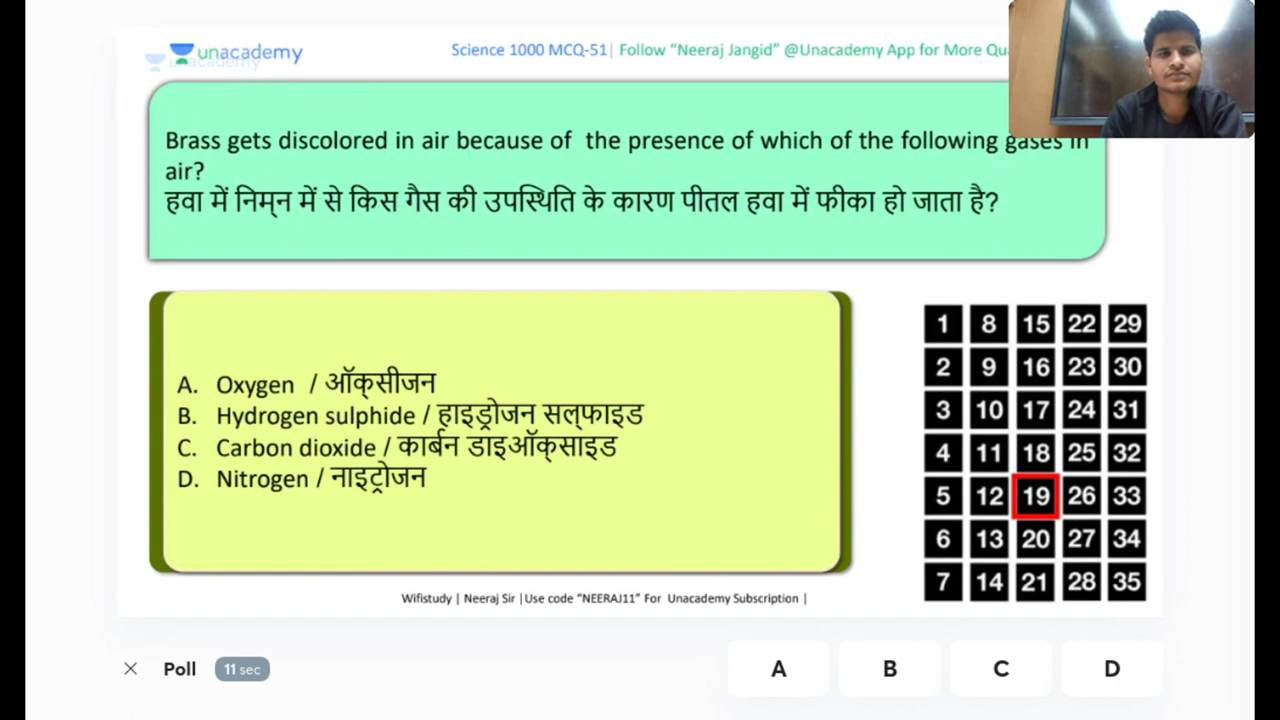 unacademy
unacademy
Science 1000 MCQ-51| Follow “Neeraj Jangid” @Unacademy App for More
Brass gets discolored in air because of the presence of which of the following gases in
air?
हवा में निम्न में से किस गैस की उपस्थिति के कारण पीतल हवा में फीका हो जाता है?
A. Oxygen / ऑक्सीजन
B. Hydrogen sulphide / हाइड्रोजन सल्फाइड
C. Carbon dioxide / कार्बन डाइऑक्साइड
D. Nitrogen / नाइट्रोजन
1 8 15 22 29
2 9 16 23 30
3 10 17 24 31
4 11 18 25 32
5 12 19 26 33
6 13 20 27 34
7 14 21 28 35
Wifistudy | Neeraj Sir |Use code “NEERAJ11” For Unacademy Subscription |
Poll 11 sec
A B C D